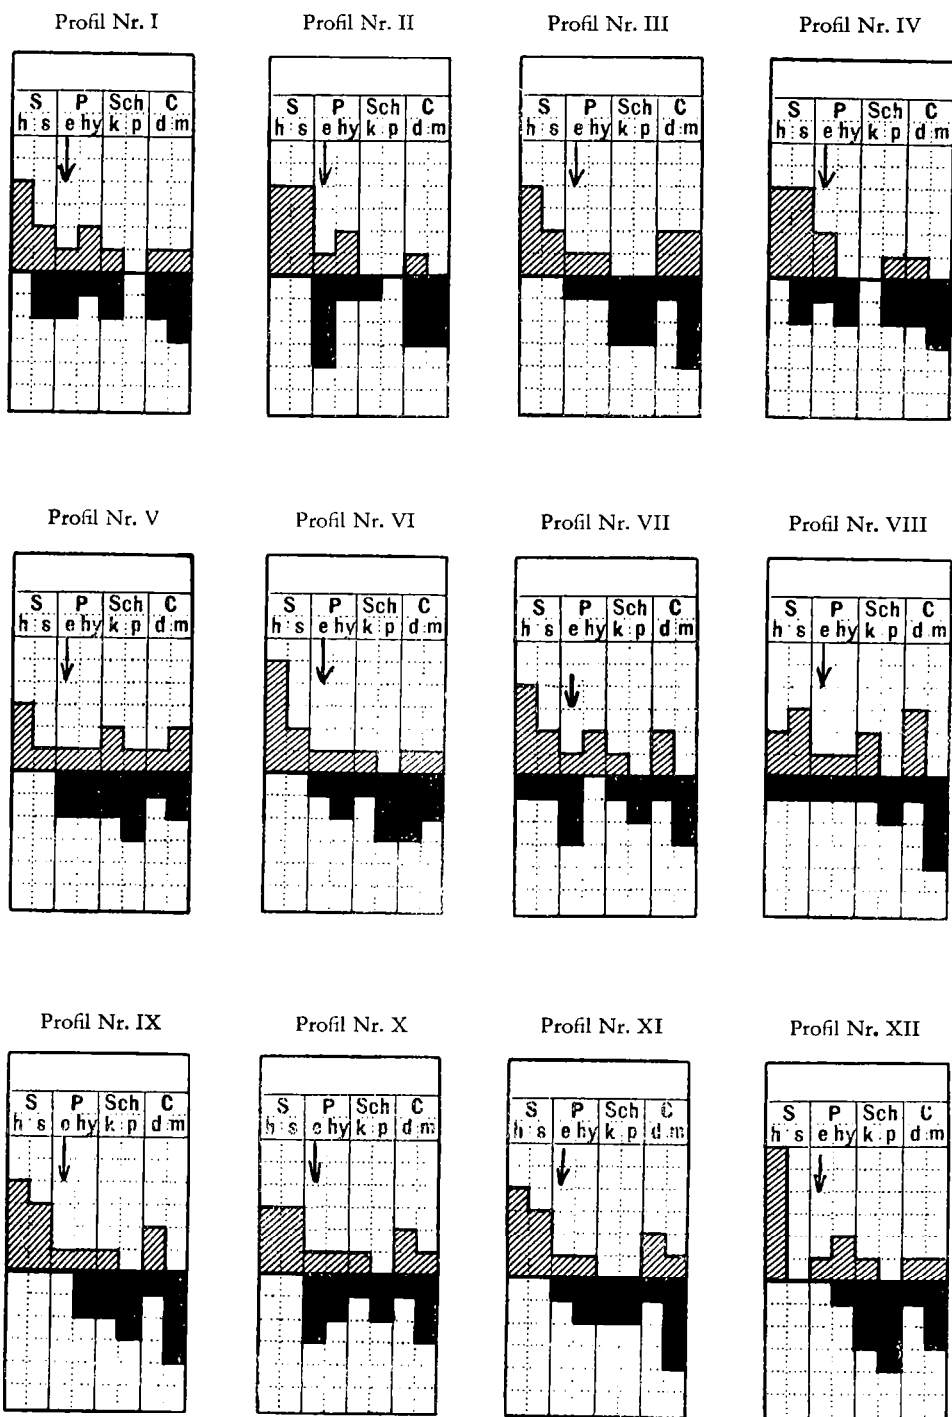 Profil Nr. I Profil Nr. II Profil Nr. III Profil Nr. IV
S P Sch C S P Sch C S P Sch C S P Sch C
h s e hy k p d m h s e hy k p d m h s e hy k p d m h s e hy k p d m
Profil Nr. V Profil Nr. VI Profil Nr. VII Profil Nr. VIII
S P Sch C S P Sch C S P Sch C S P Sch C
h s e hy k p d m h s e hy k p d m h s e hy k p d m h s e hy k p d m
Profil Nr. IX Profil Nr. X Profil Nr. XI Profil Nr. XII
S P Sch C S P Sch C S P Sch C S P Sch C
h s e hy k p d m h s e hy k p d m h s e hy k p d m h s e hy k p d m